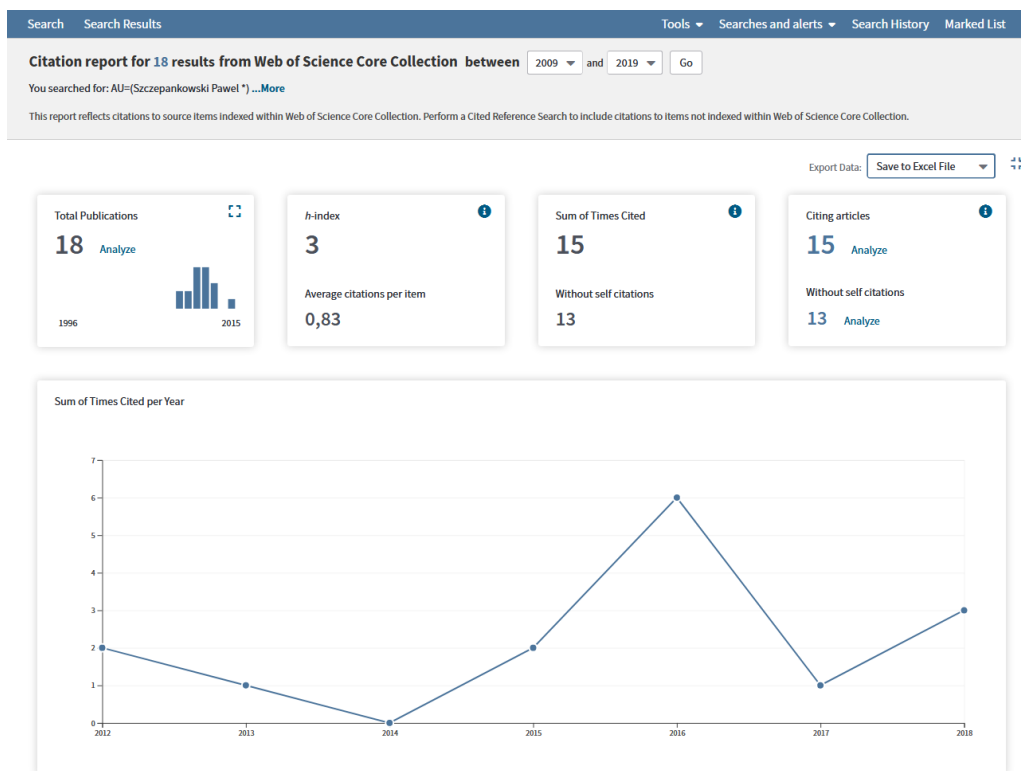 Search Search Results Tools Searches and alerts Search History Marked List
Citation report for 18 results from Web of Science Core Collection between 2009 and 2019 Go
You searched for: AU=(Szczepankowski Pawel *) ...More
This report reflects citations to source items indexed within Web of Science Core Collection. Perform a Cited Reference Search to include citations to items not indexed within Web of Science Core Collection.
Export Data: Save to Excel File
Total Publications
18 Analyze
1996 2015
h-index
3
Average citations per item
0,83
Sum of Times Cited
15
Without self citations
13
Citing articles
15 Analyze
Without self citations
13 Analyze
Sum of Times Cited per Year
7
6
5
4
3
2
1
0
2012 2013 2014 2015 2016 2017 2018